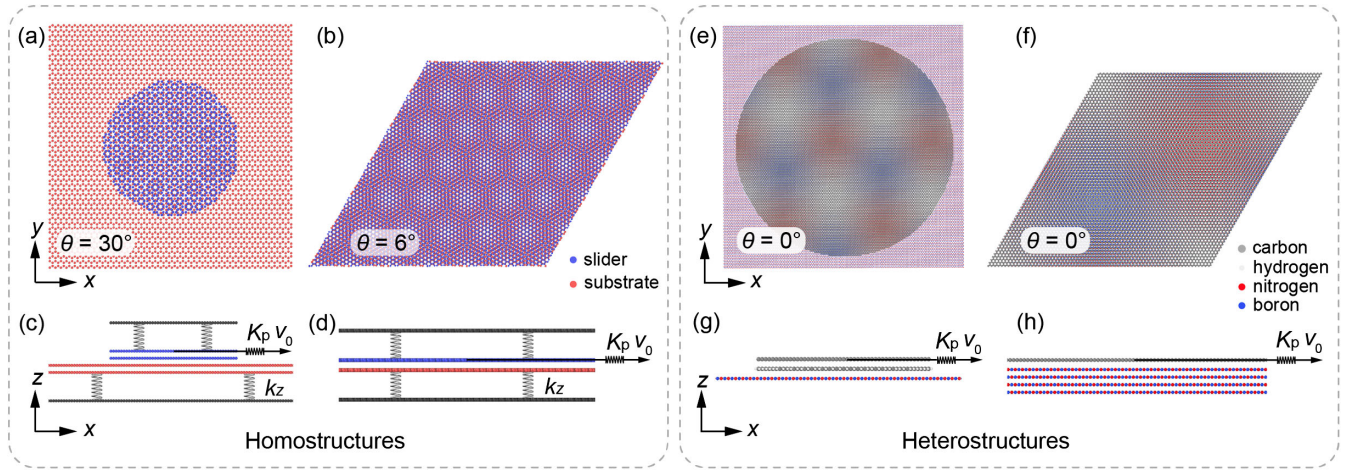 (a)
y
x
θ = 30°
(b)
θ = 6°
slider
substrate
(c)
Kp v0
kz
z
x
(d)
Kp v0
kz
Homostructures
(e)
y
x
θ = 0°
(f)
θ = 0°
carbon
hydrogen
nitrogen
boron
(g)
Kp v0
z
x
(h)
Kp v0
Heterostructures